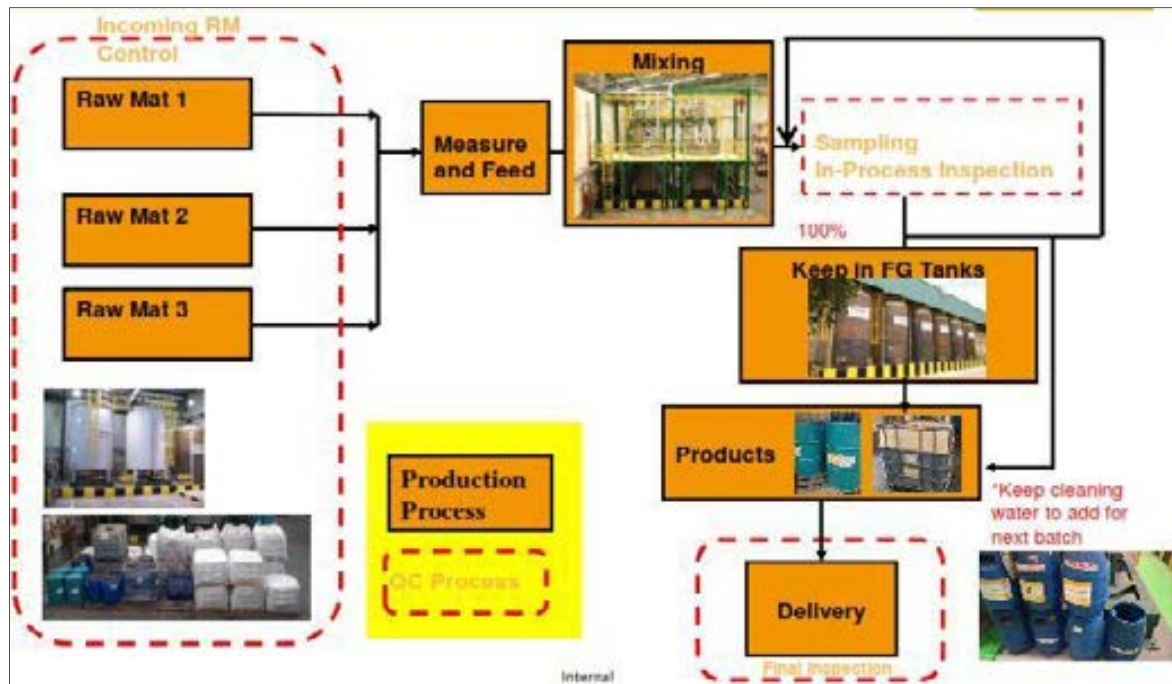 Incoming RM
Control
Raw Mat 1
Raw Mat 2
Raw Mat 3
Measure
and Feed
Mixing
Sampling
In-Process Inspection
100%
Keep in FG Tanks
Products
*Keep cleaning
water to add for
next batch
Delivery
Final Inspection
Production
Process
QC Process
Internal